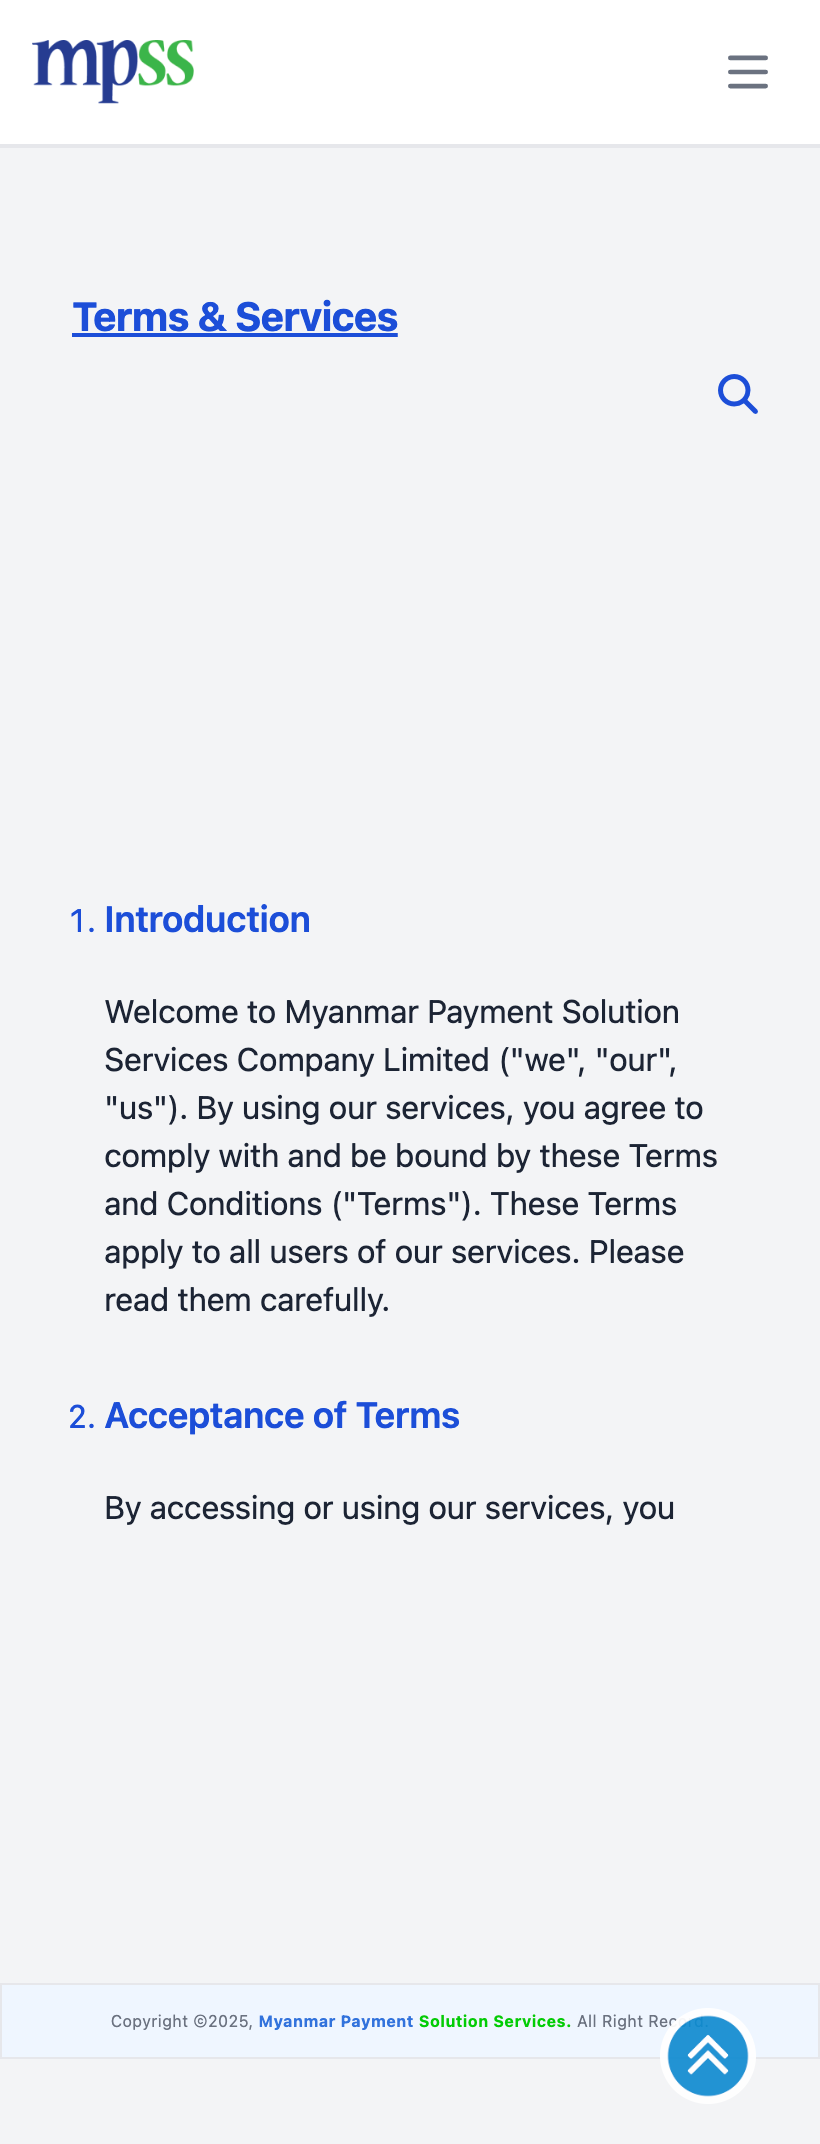 mpss
Terms & Services
1. Introduction
Welcome to Myanmar Payment Solution
Services Company Limited ("we", "our",
"us"). By using our services, you agree to
comply with and be bound by these Terms
and Conditions ("Terms"). These Terms
apply to all users of our services. Please
read them carefully.
2. Acceptance of Terms
By accessing or using our services, you
Copyright ©2025, Myanmar Payment Solution Services. All Right